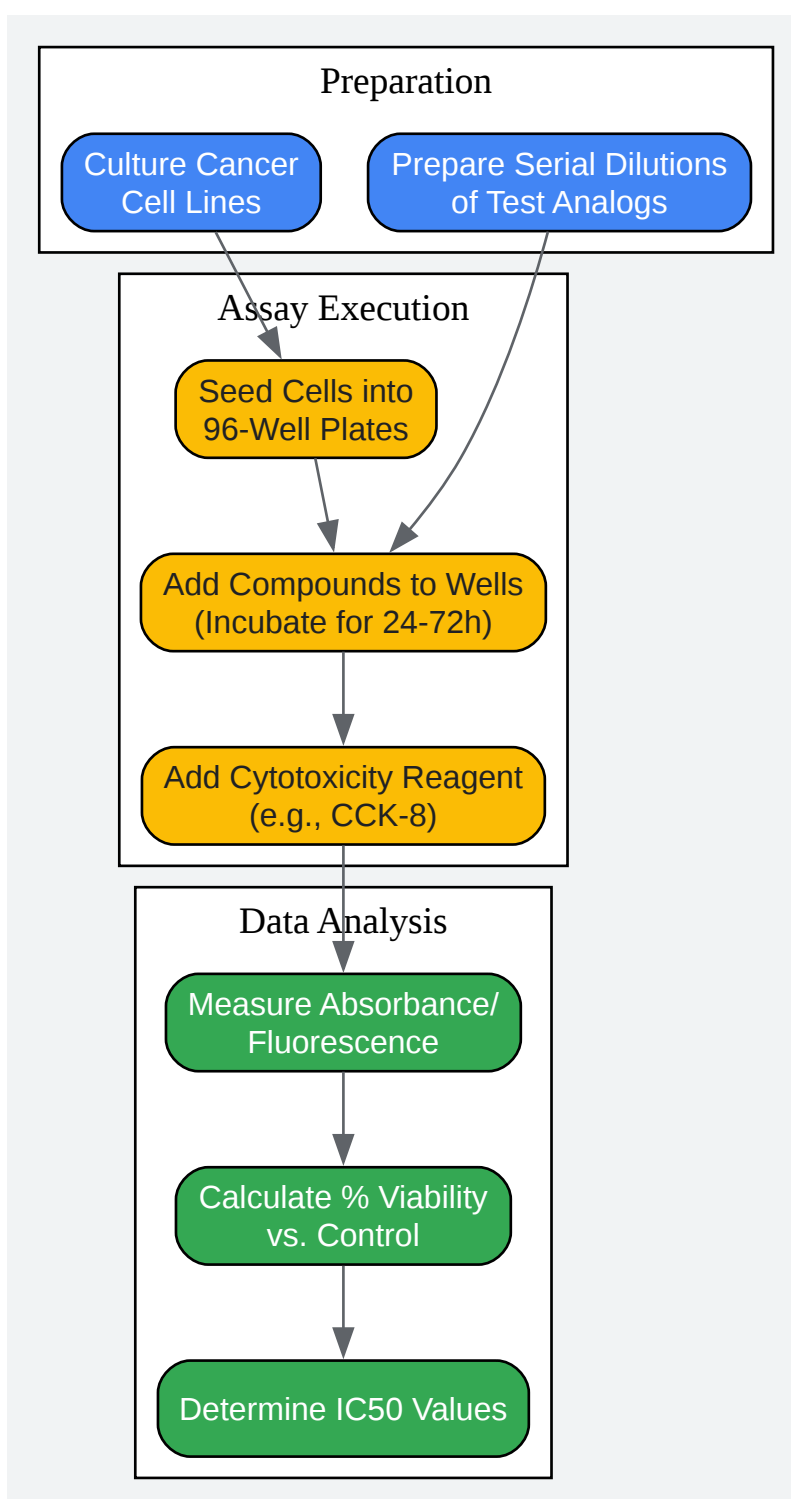 Preparation
Culture Cancer
Cell Lines
Prepare Serial Dilutions
of Test Analogs
Assay Execution
Seed Cells into
96-Well Plates
Add Compounds to Wells
(Incubate for 24-72h)
Add Cytotoxicity Reagent
(e.g., CCK-8)
Data Analysis
Measure Absorbance/
Fluorescence
Calculate % Viability
vs. Control
Determine IC50 Values